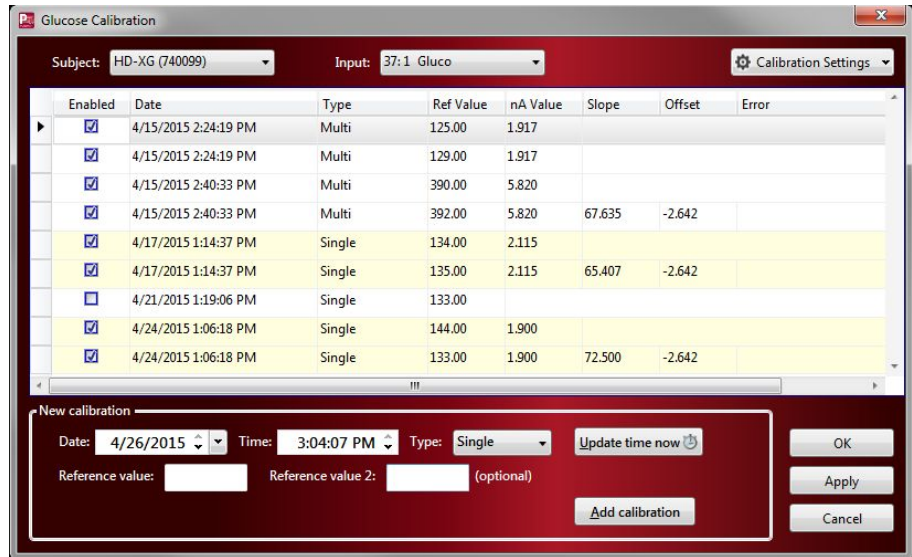 Glucose Calibration
Subject: HD-XG (740099) Input: 37: 1 Gluco Calibration Settings
Enabled Date Type Ref Value nA Value Slope Offset Error
4/15/2015 2:24:19 PM Multi 125.00 1.917
4/15/2015 2:24:19 PM Multi 129.00 1.917
4/15/2015 2:40:33 PM Multi 390.00 5.820
4/15/2015 2:40:33 PM Multi 392.00 5.820 67.635 -2.642
4/17/2015 1:14:37 PM Single 134.00 2.115
4/17/2015 1:14:37 PM Single 135.00 2.115 65.407 -2.642
4/21/2015 1:19:06 PM Single 133.00
4/24/2015 1:06:18 PM Single 144.00 1.900
4/24/2015 1:06:18 PM Single 133.00 1.900 72.500 -2.642
New calibration
Date: 4/26/2015 Time: 3:04:07 PM Type: Single Update time now OK
Reference value: Reference value 2: (optional) Apply
Add calibration Cancel